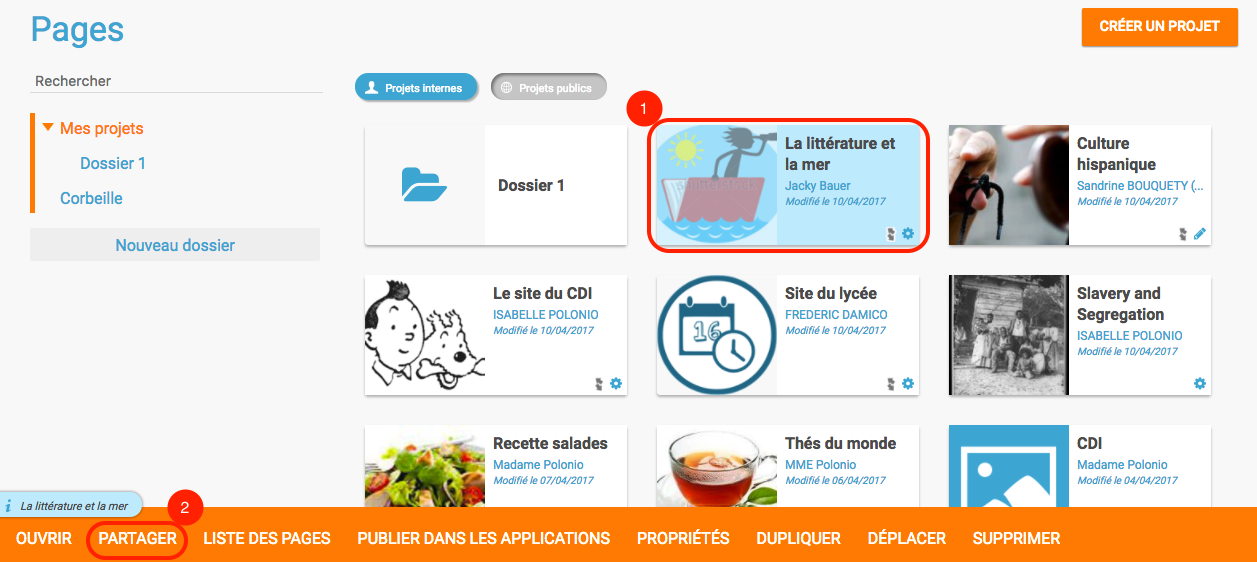 Pages
CRÉER UN PROJET
Rechercher
Projets internes
Projets publics
Mes projets
Dossier 1
Corbeille
Nouveau dossier
1
Dossier 1
La littérature et
la mer
Jacky Bauer
Modifié le 10/04/2017
Culture
hispanique
Sandrine BOUQUETY (...
Modifié le 10/04/2017
Le site du CDI
ISABELLE POLONIO
Modifié le 10/04/2017
16
Site du lycée
FREDERIC DAMICO
Modifié le 10/04/2017
Slavery and
Segregation
ISABELLE POLONIO
Modifié le 10/04/2017
Recette salades
Madame Polonio
Modifié le 07/04/2017
Thés du monde
MME Polonio
Modifié le 06/04/2017
CDI
Madame Polonio
Modifié le 04/04/2017
i La littérature et la mer
2
OUVRIR PARTAGER LISTE DES PAGES PUBLIER DANS LES APPLICATIONS PROPRIÉTÉS DUPLIQUER DÉPLACER SUPPRIMER